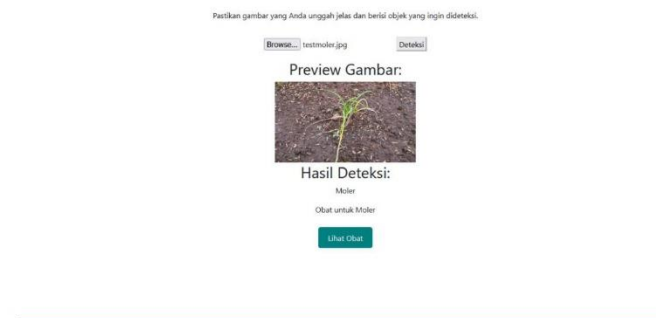 Pastikan gambar yang Anda unggah jelas dan berisi objek yang ingin dideteksi.
Browse... testmoler.jpg Deteksi
Preview Gambar:
Hasil Deteksi:
Moler
Obat untuk Moler
Lihat Obat